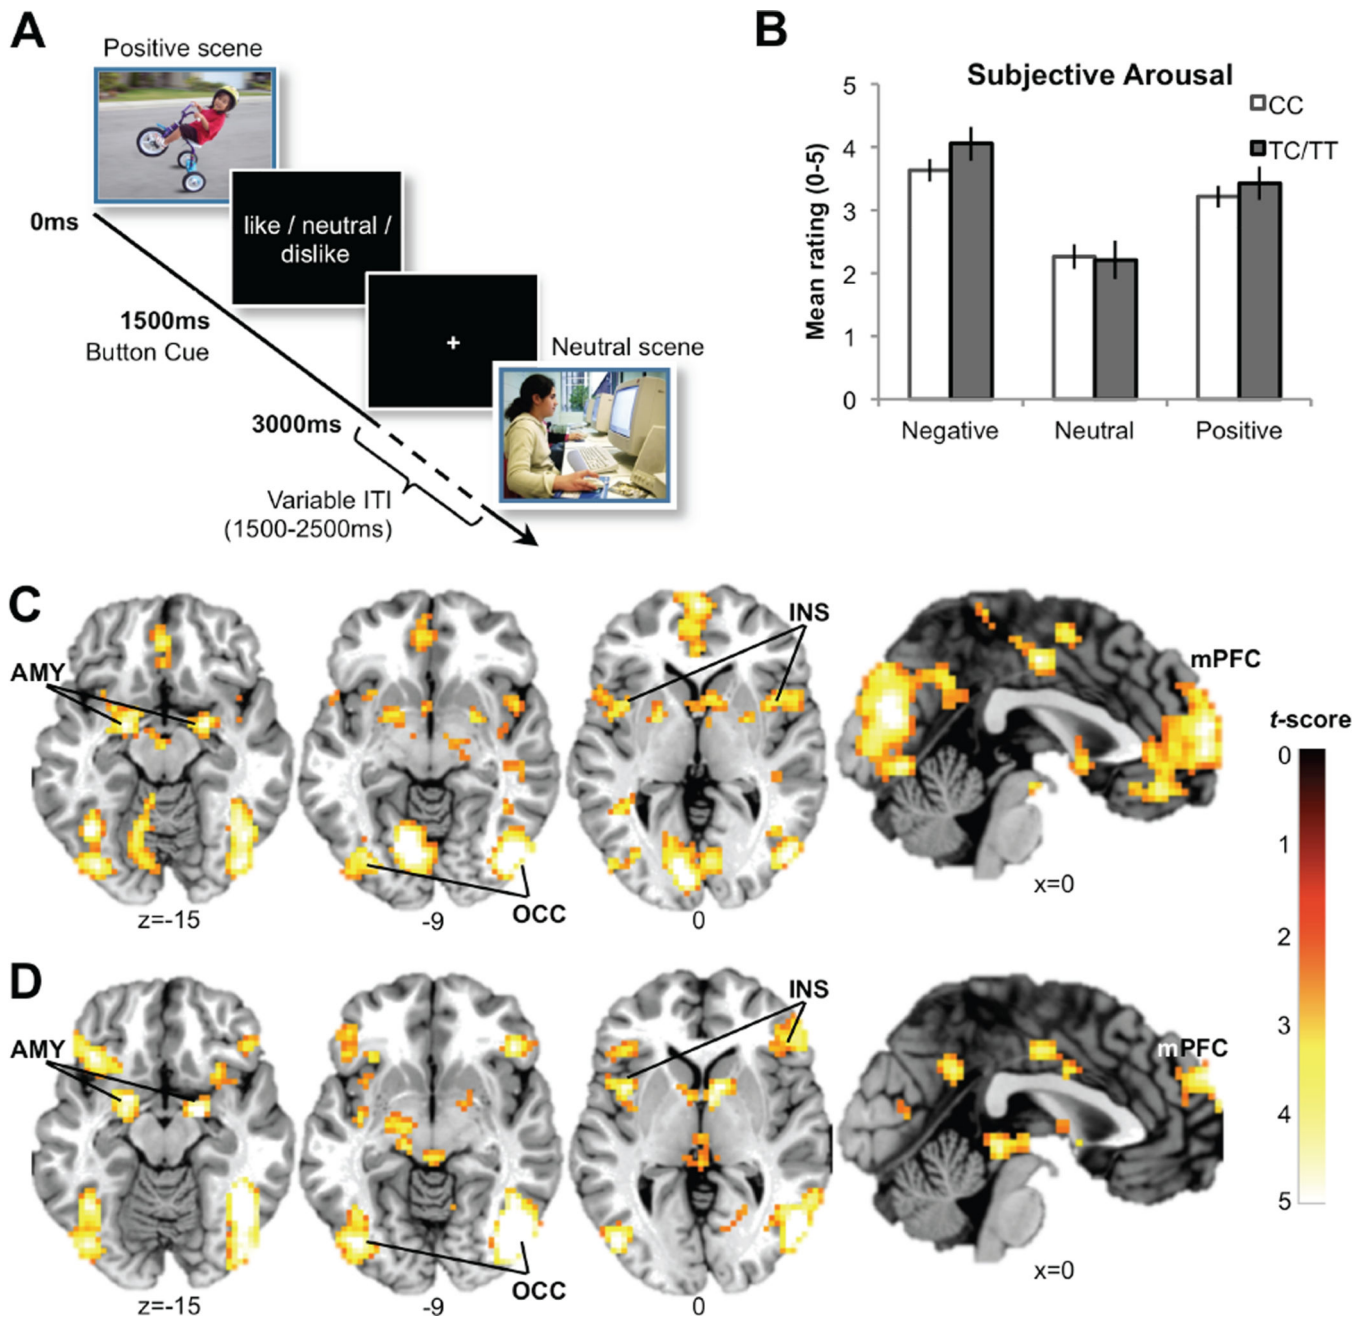 A
Positive scene
0ms
like / neutral /
dislike
1500ms
Button Cue
+
3000ms
Neutral scene
Variable ITI
(1500-2500ms)
B
Subjective Arousal
CC
TC/TT
Mean rating (0-5)
5
4
3
2
1
0
Negative
Neutral
Positive
C
AMY
INS
mPFC
OCC
z=-15
-9
0
x=0
t-score
0
1
2
3
4
5
D
AMY
INS
mPFC
OCC
z=-15
-9
0
x=0